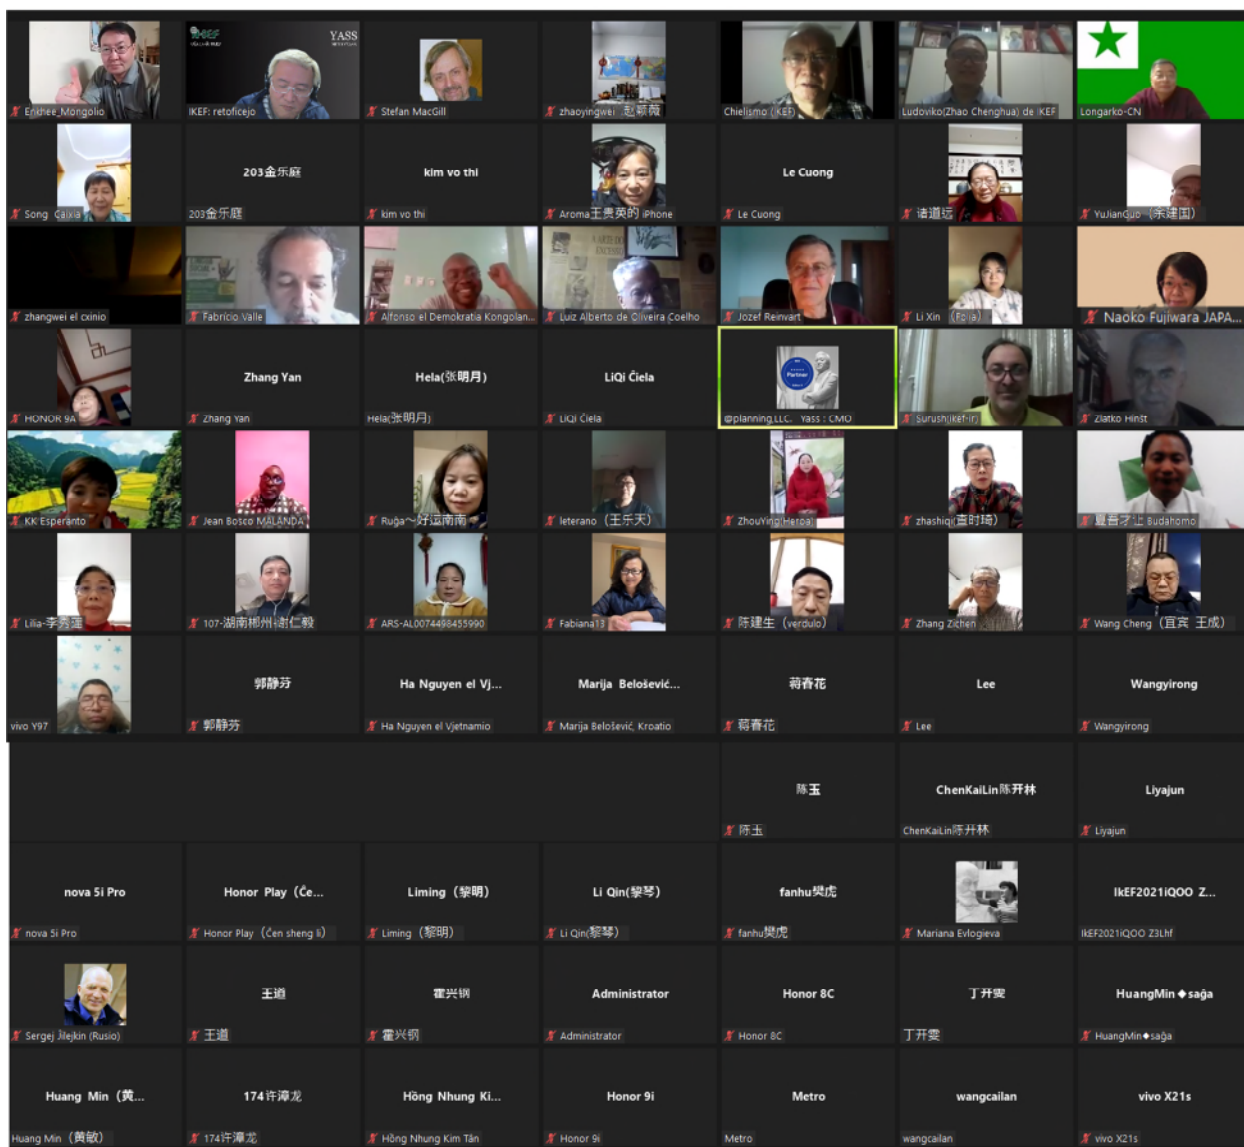 IKEF
YASS
Enkhee_Mongolio
IKEF: retoficejo
Stefan MacGill
zhaoyingwei 赵颖薇
Chielismo (IKEF)
Ludoviko(Zhao Chenghua) de IKEF
Longarko-CN
203金乐庭
kim vo thi
Le Cuong
Song Caixia
203金乐庭
kim vo thi
Aroma王贵英的 iPhone
Le Cuong
诸道远
YuJianGuo（余建国）
zhangwei el cxinio
Fabrício Valle
Alfonso el Demokratia Kongolan...
Luiz Alberto de Oliveira Coelho
Jozef Reinvart
Li Xin
Naoko Fujiwara JAPA...
Zhang Yan
Hela(张明月)
LiQi Ĉiela
Partner
HONOR 9A
Zhang Yan
Hela(张明月)
LiQi Ĉiela
@planning,LLC. Yass : CMO
Surush(ikef-ir)
Zlatko Hinŝt
KK Esperanto
Jean Bosco MALANDA
Ruĝa～好运南南
leterano（王乐天）
ZhouYing(Heroa)
zhashiqi(查时琦)
夏吾才让 Budahomo
Lilia-李秀莲
107-湖南郴州-谢仁毅
ARS-AL0074498455990
Fabiana13
陈建生（verdulo）
Zhang Zichen
Wang Cheng（宜宾 王成）
郭静芬
Ha Nguyen el Vj...
Marija Belošević...
蒋春花
Lee
Wangyirong
vivo Y97
郭静芬
Ha Nguyen el Vjetnamio
Marija Belošević, Kroatio
蒋春花
Lee
Wangyirong
陈玉
ChenKaiLin陈开林
Liyajun
陈玉
ChenKaiLin陈开林
Liyajun
nova 5i Pro
Honor Play（Ĉe...
Liming（黎明）
Li Qin(黎琴)
fanhu樊虎
IkEF2021iQOO Z...
nova 5i Pro
Honor Play（Ĉen sheng li）
Liming（黎明）
Li Qin(黎琴)
fanhu樊虎
Mariana Evlogieva
IkEF2021iQOO Z3Lhf
王道
霍兴钢
Administrator
Honor 8C
丁开雯
HuangMin◆saĝa
Sergej Jilejkin (Rusio)
王道
霍兴钢
Administrator
Honor 8C
丁开雯
HuangMin◆saĝa
Huang Min（黄...
174许漳龙
Hồng Nhung Ki...
Honor 9i
Metro
wangcailan
vivo X21s
Huang Min（黄敏）
174许漳龙
Hồng Nhung Kim Tân
Honor 9i
Metro
wangcailan
vivo X21s